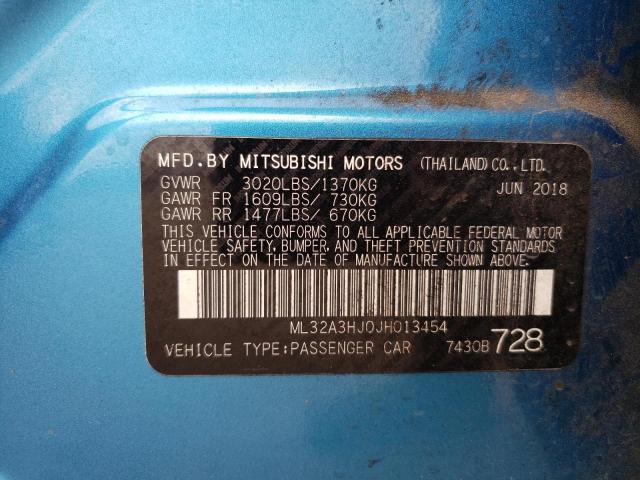 MFD. BY MITSUBISHI MOTORS (THAILAND) CO., LTD.
GVWR 3020LBS/1370KG JUN 2018
GAWR FR 1609LBS/ 730KG
GAWR RR 1477LBS/ 670KG
THIS VEHICLE CONFORMS TO ALL APPLICABLE FEDERAL MOTOR
VEHICLE SAFETY, BUMPER, AND THEFT PREVENTION STANDARDS
IN EFFECT ON THE DATE OF MANUFACTURE SHOWN ABOVE.
ML32A3HJ0JH013454
VEHICLE TYPE:PASSENGER CAR 7430B 728